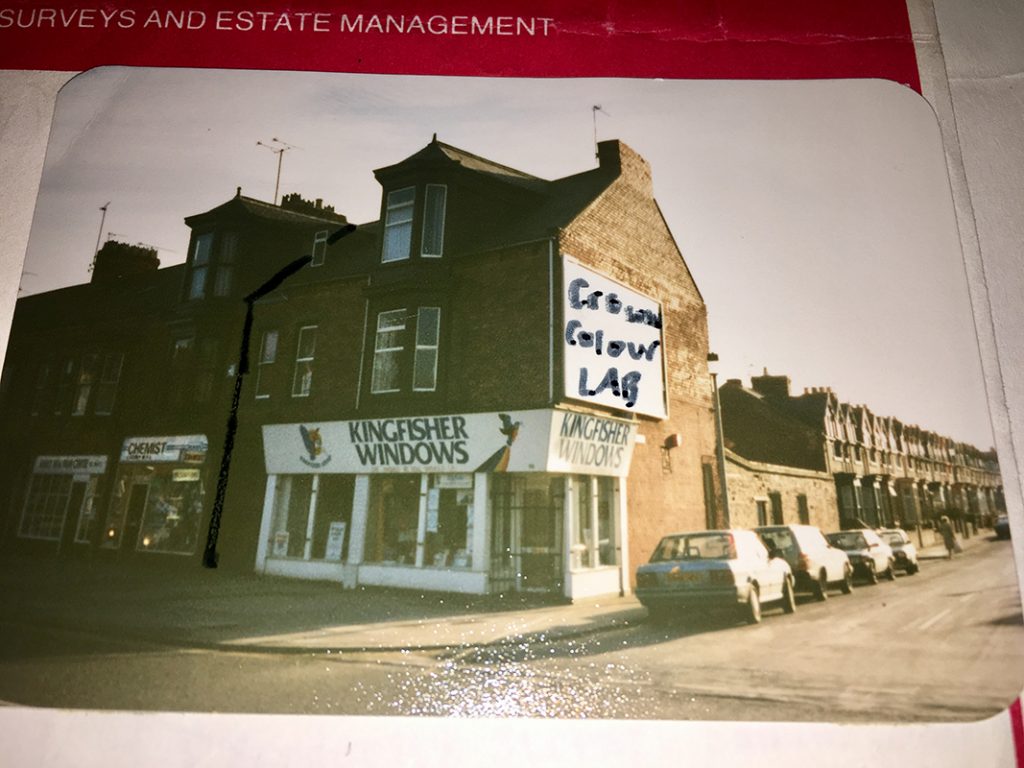 SURVEYS AND ESTATE MANAGEMENT
Crown
Colour
LAB
KINGFISHER
WINDOWS
KINGFISHER
WINDOWS
CHEMIST